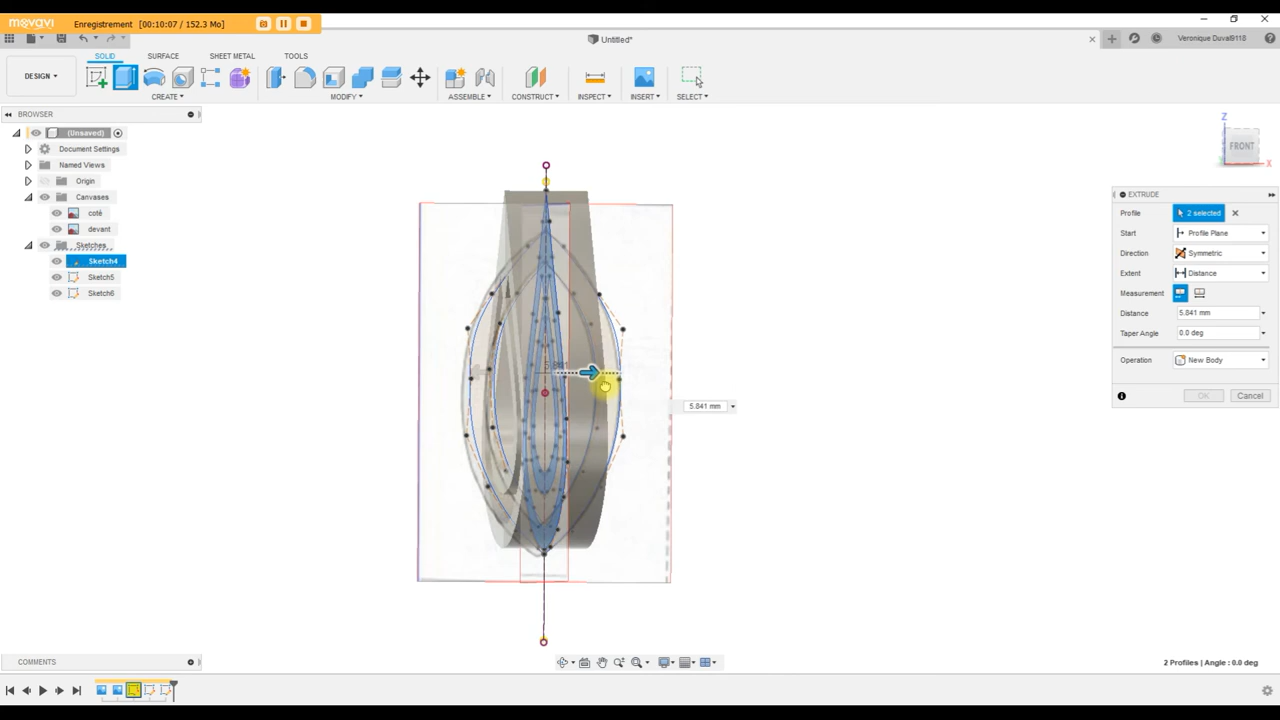 movavi Enregistrement [00:10:07 / 152.3 Mo]
Untitled*
Veronique Duval9118
SOLID SURFACE SHEET METAL TOOLS
DESIGN
CREATE MODIFY ASSEMBLE CONSTRUCT INSPECT INSERT SELECT
BROWSER
(Unsaved)
Document Settings
Named Views
Origin
Canvases
coté
devant
Sketches
Sketch4
Sketch5
Sketch6
Z
FRONT
X
EXTRUDE
Profile 2 selected
Start Profile Plane
Direction Symmetric
Extent Distance
Measurement
Distance 5.841 mm
Taper Angle 0.0 deg
Operation New Body
OK Cancel
5.841 mm
COMMENTS
2 Profiles | Angle : 0.0 deg